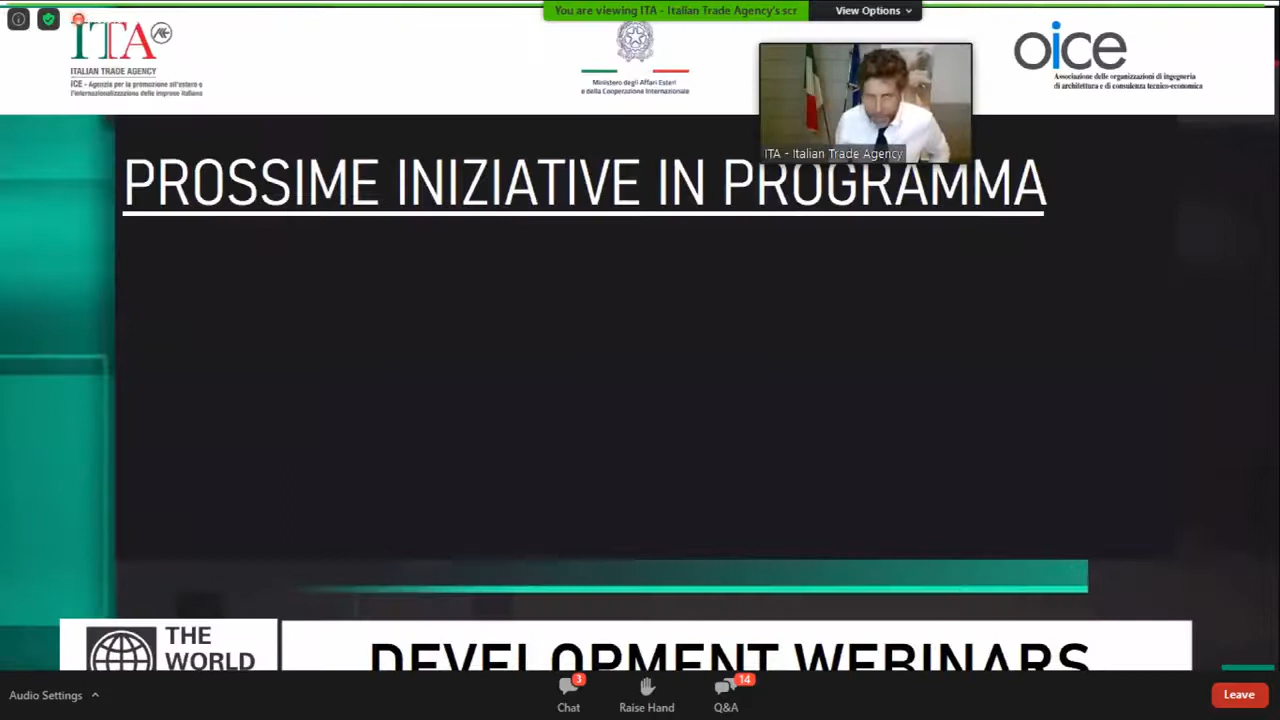 You are viewing ITA - Italian Trade Agency's scr
View Options
ITA
ITALIAN TRADE AGENCY
ICE - Agenzia per la promozione all'estero e
l'internazionalizzazione delle imprese italiane
Ministero degli Affari Esteri
e della Cooperazione Internazionale
oice
Associazione delle organizzazioni di ingegneria
di architettura e di consulenza tecnico-economica
ITA - Italian Trade Agency
PROSSIME INIZIATIVE IN PROGRAMMA
THE
WORLD
DEVELOPMENT WEBINARS
Audio Settings
3
Chat
Raise Hand
14
Q&A
Leave